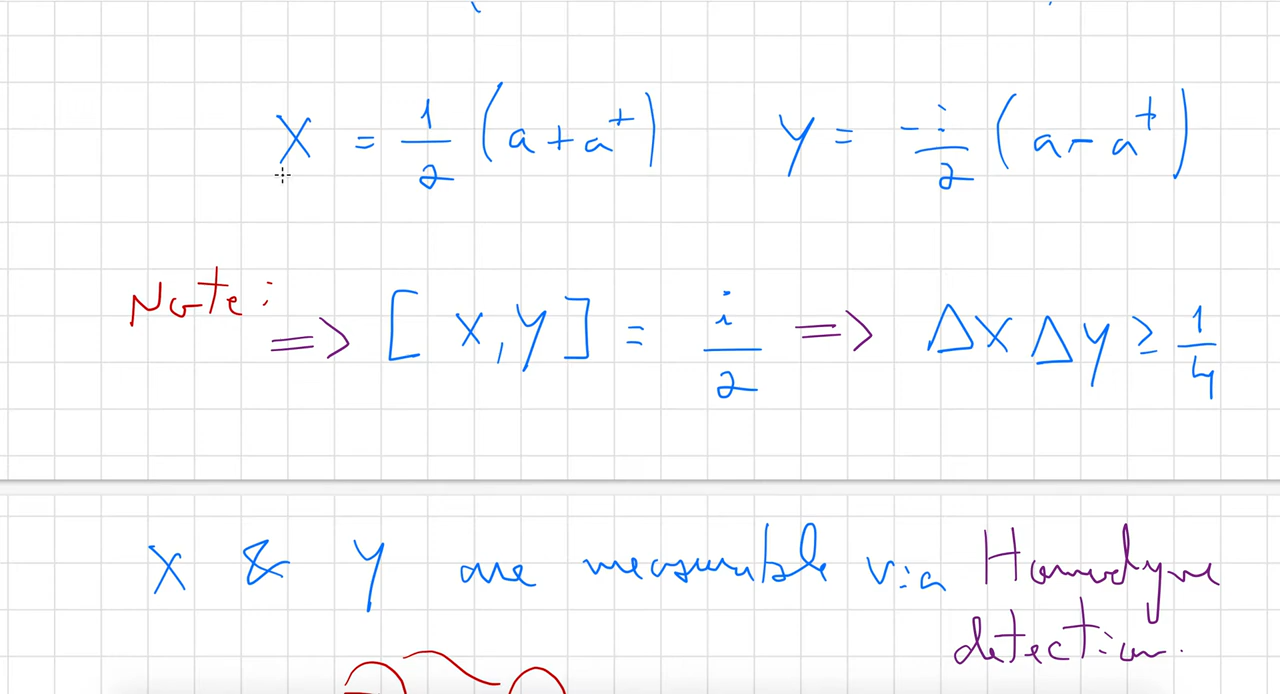 X = 1/2 (a + a†)   Y = -i/2 (a - a†)
Note:
=> [X, Y] = i/2 => ΔX ΔY ≥ 1/4
X & Y are measurable via Homodyne
detection.